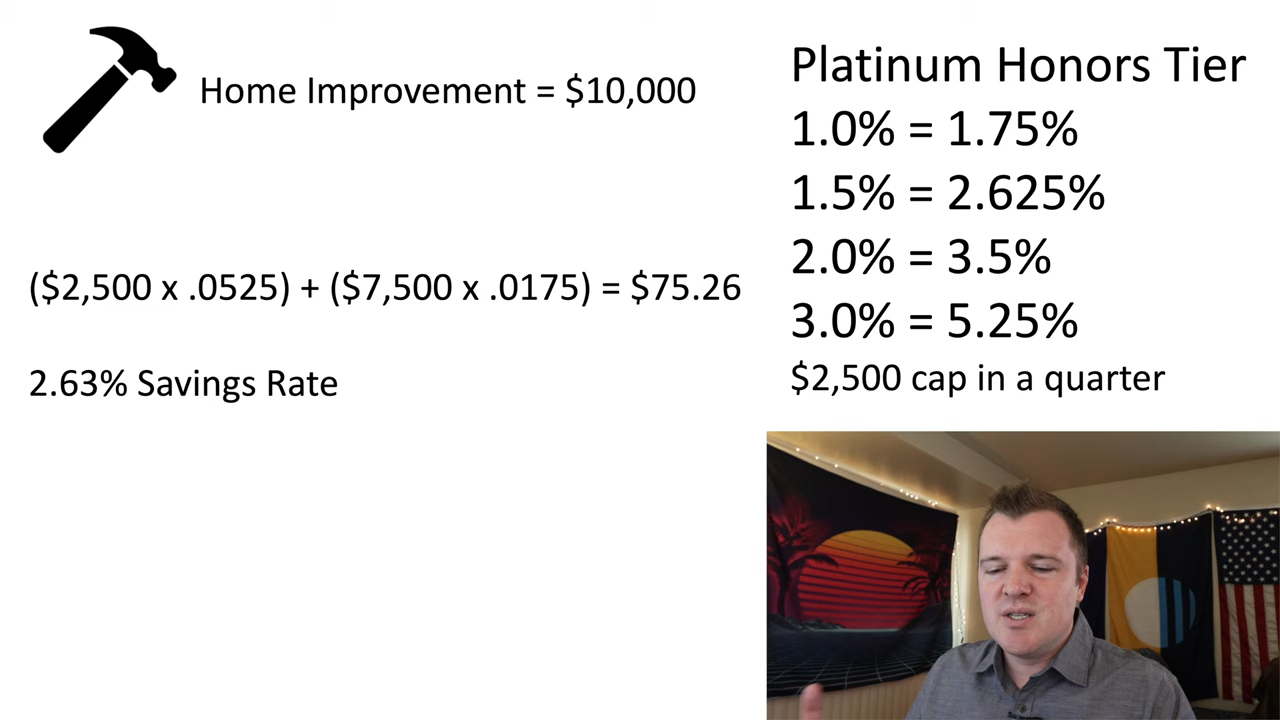 Home Improvement = $10,000
($2,500 x .0525) + ($7,500 x .0175) = $75.26
2.63% Savings Rate
Platinum Honors Tier
1.0% = 1.75%
1.5% = 2.625%
2.0% = 3.5%
3.0% = 5.25%
$2,500 cap in a quarter